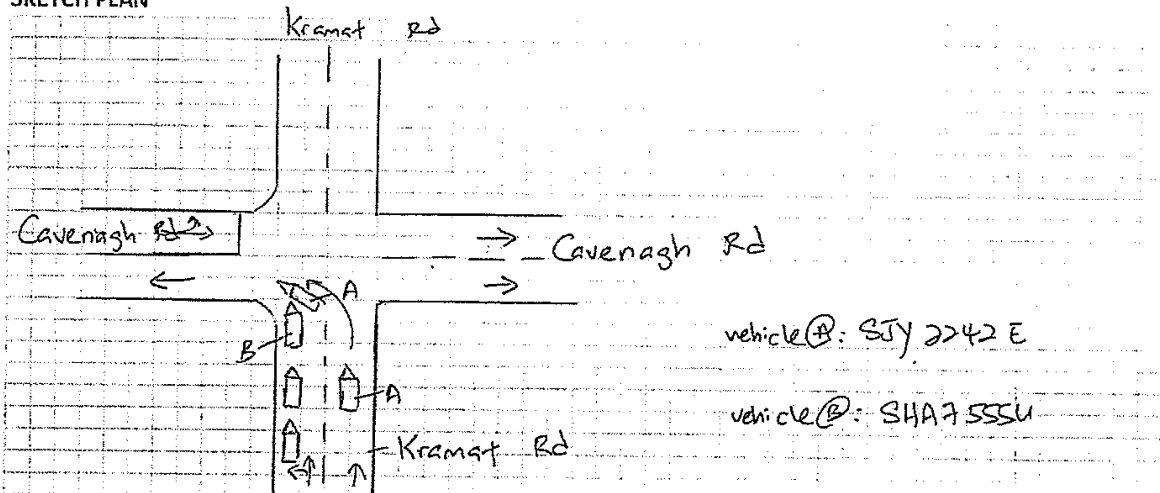 SKETCH PLAN
Kramat Rd
Cavenagh Rd
Cavenagh Rd
A
B
A
Kramat Rd
vehicle A: SJY 2242 E
vehicle B: SHA7555U